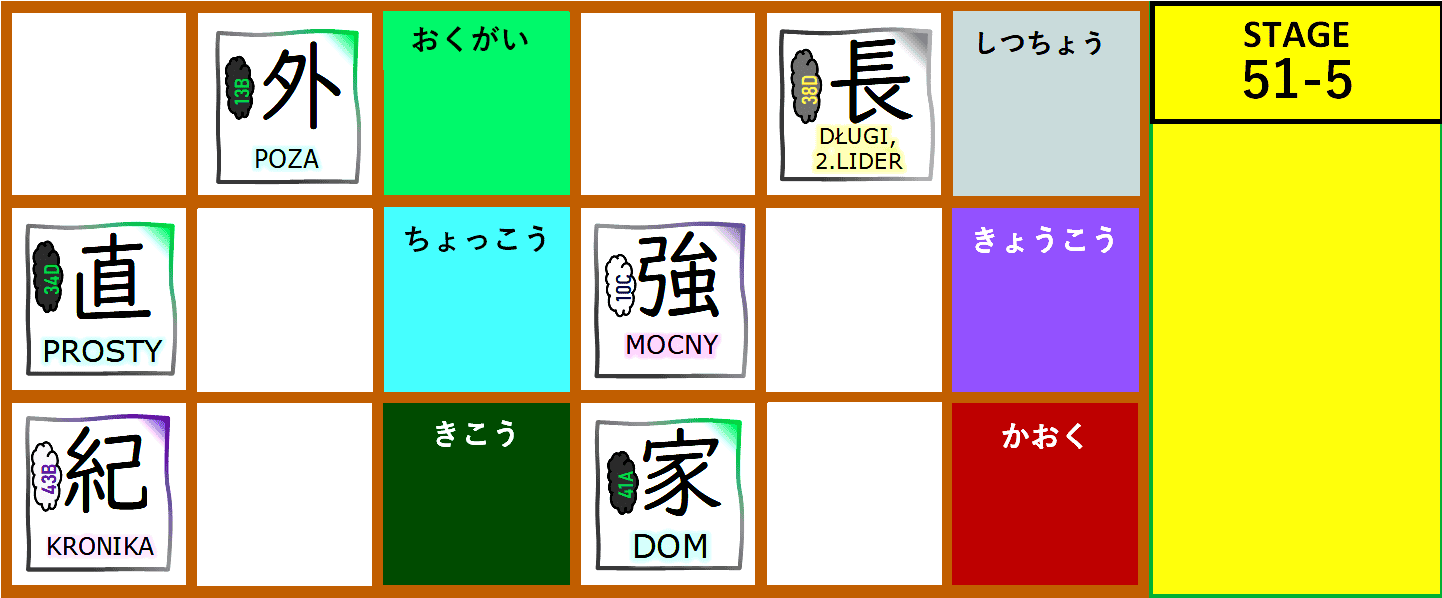 13B
外
POZA
おくがい
38D
長
DŁUGI,
2.LIDER
しつちょう
STAGE
51-5
34D
直
PROSTY
ちょっこう
10C
強
MOCNY
きょうこう
43B
紀
KRONIKA
きこう
41A
家
DOM
かおく